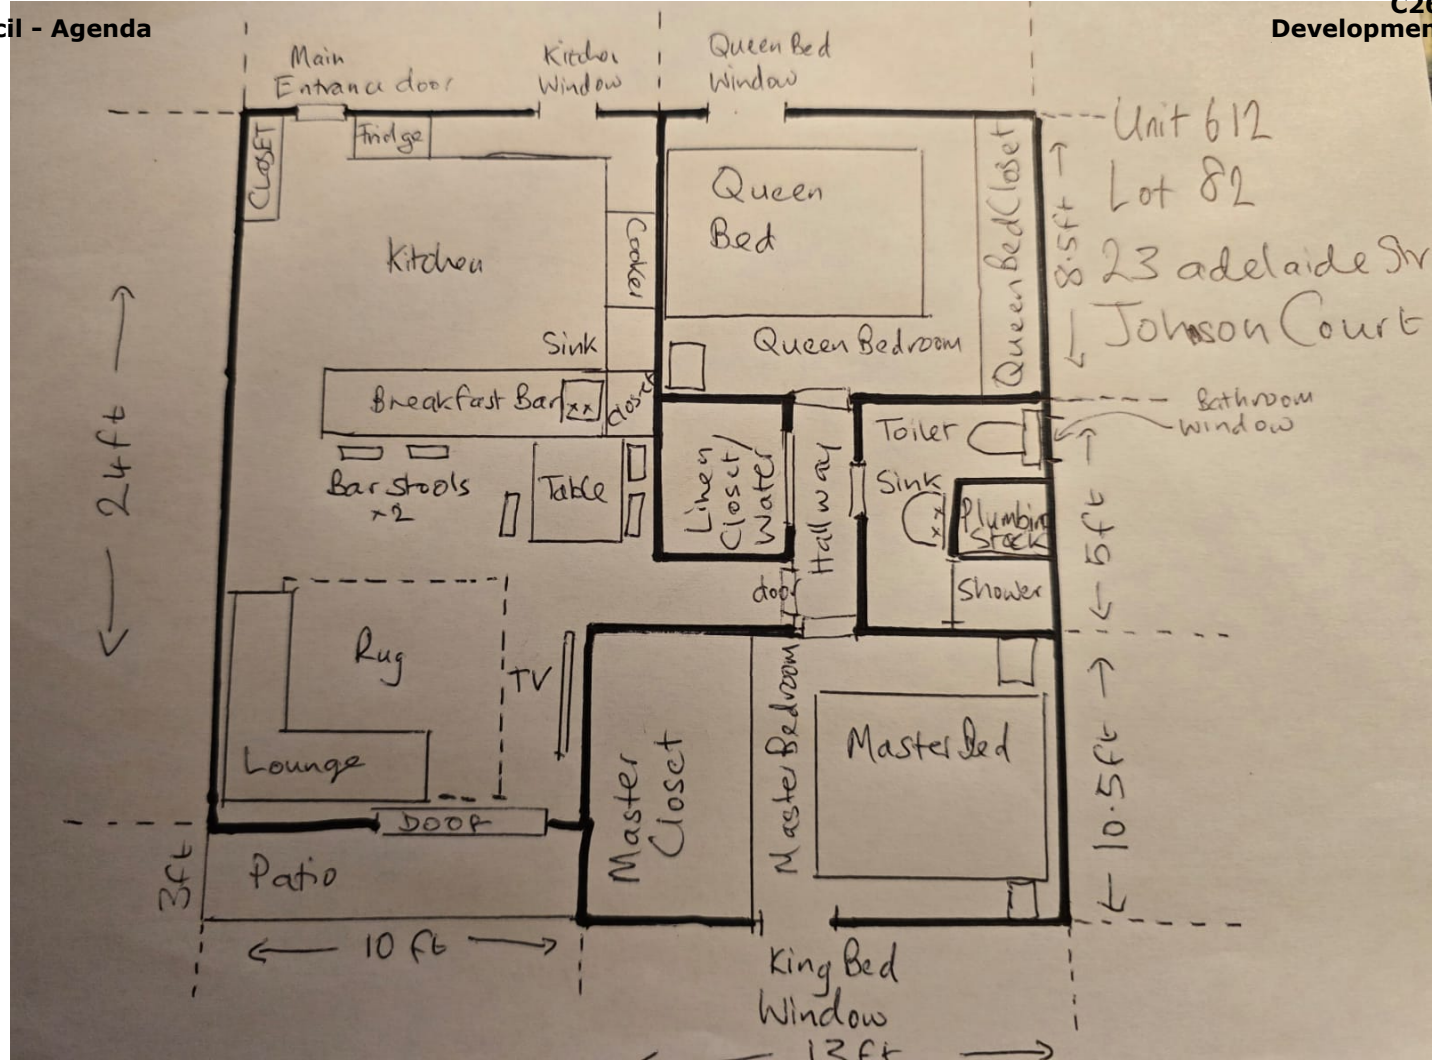 cil - Agenda
C26
Developmen
Main
Entrance door
Kitchen
Window
Queen Bed
Window
CLOSET
Fridge
Unit 612
Lot 82
23 adelaide Str
Johnson Court
Queen
Bed
Queen Bed Closet
8.5ft
Kitchen
Cooker
Sink
Queen Bedroom
Breakfast Bar
xx
Closet
Bathroom
Window
24ft
Toilet
Bar stools
x2
Table
Linen
Closet/
Water
Hallway
Sink
xx
Plumbing
Stack
5ft
door
Shower
Rug
TV
Lounge
Master
Closet
Master Bedroom
Master Bed
10.5ft
DOOR
Patio
3ft
10 ft
King Bed
Window
13ft